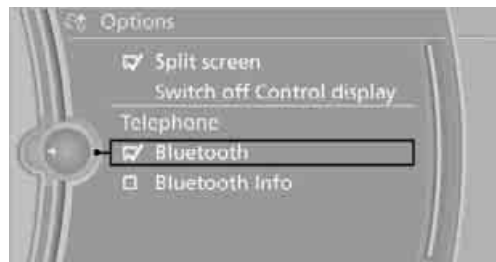 Options
Split screen
Switch off Control display
Telephone
Bluetooth
Bluetooth Info